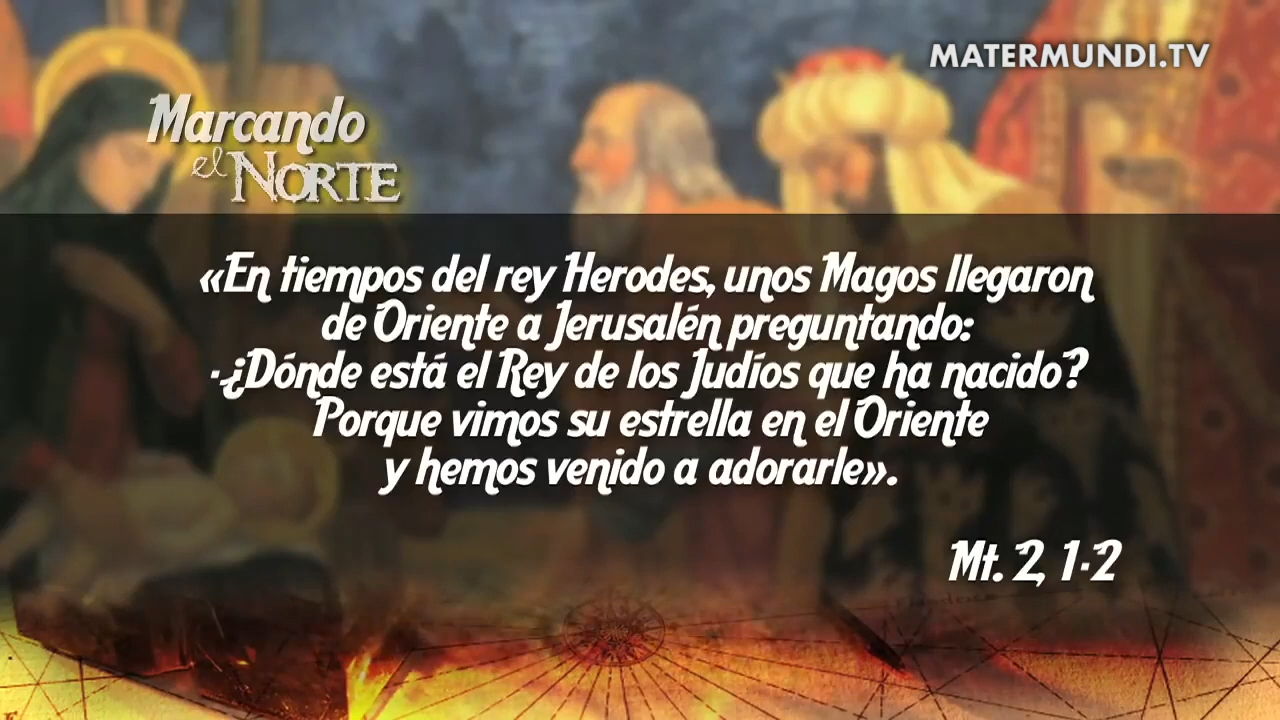 MATERMUNDI.TV
Marcando
el NORTE
«En tiempos del rey Herodes, unos Magos llegaron
de Oriente a Jerusalén preguntando:
-¿Dónde está el Rey de los Judíos que ha nacido?
Porque vimos su estrella en el Oriente
y hemos venido a adorarle».
Mt. 2, 1-2